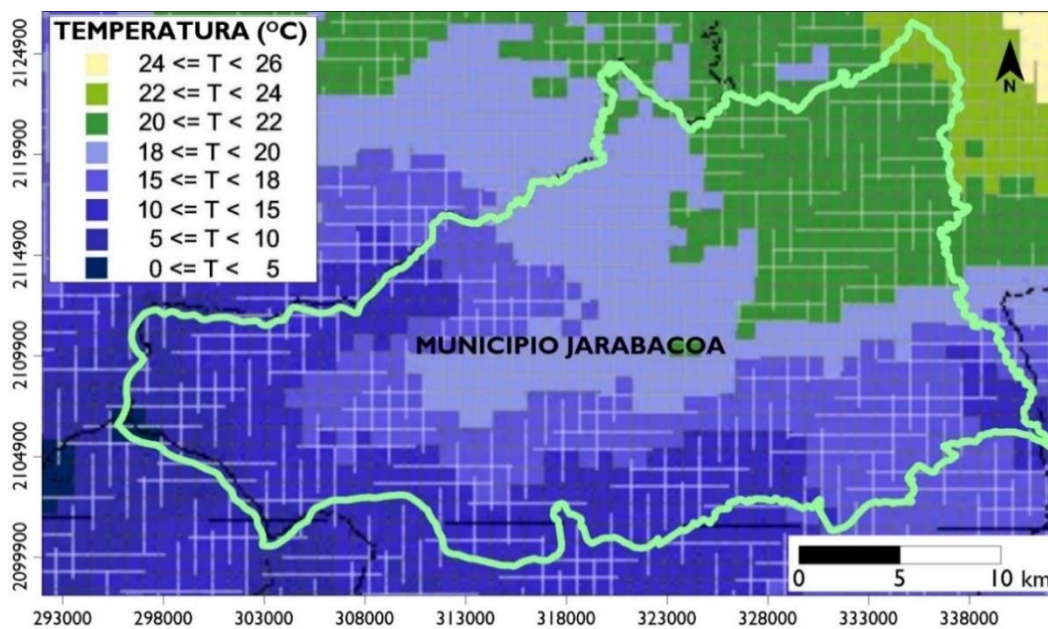 TEMPERATURA (ºC)
24 <= T < 26
22 <= T < 24
20 <= T < 22
18 <= T < 20
15 <= T < 18
10 <= T < 15
5 <= T < 10
0 <= T < 5
N
MUNICIPIO JARABACOA
2124900
2119900
2114900
2109900
2104900
2099900
0 5 10 km
293000 298000 303000 308000 313000 318000 323000 328000 333000 338000